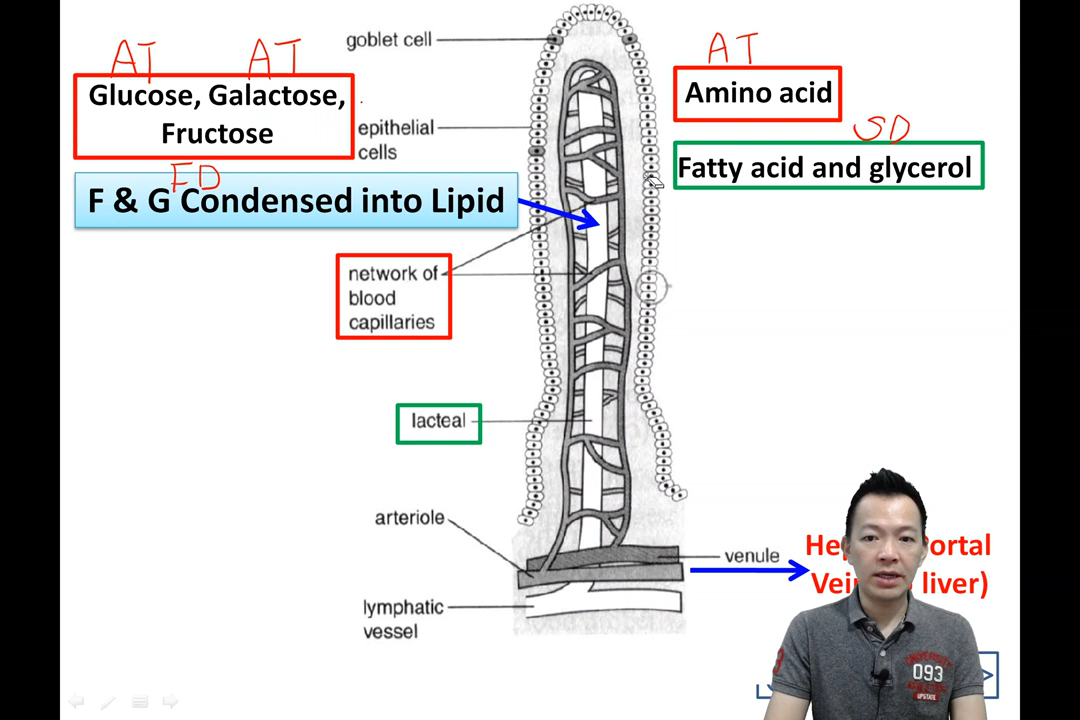 AT AT
Glucose, Galactose,
Fructose
FD
F & G Condensed into Lipid
goblet cell
epithelial
cells
network of
blood
capillaries
lacteal
arteriole
lymphatic
vessel
AT
Amino acid
SD
Fatty acid and glycerol
venule
liver)
093